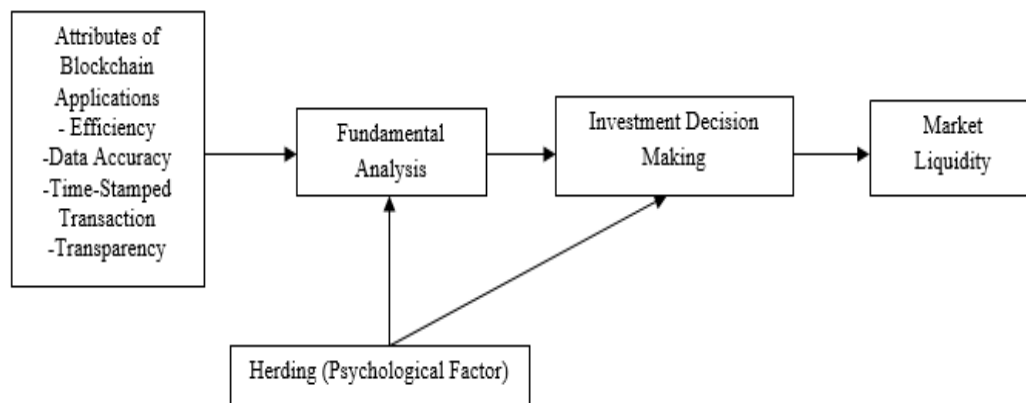 Attributes of
Blockchain
Applications
- Efficiency
-Data Accuracy
-Time-Stamped
Transaction
-Transparency
Fundamental
Analysis
Investment Decision
Making
Market
Liquidity
Herding (Psychological Factor)